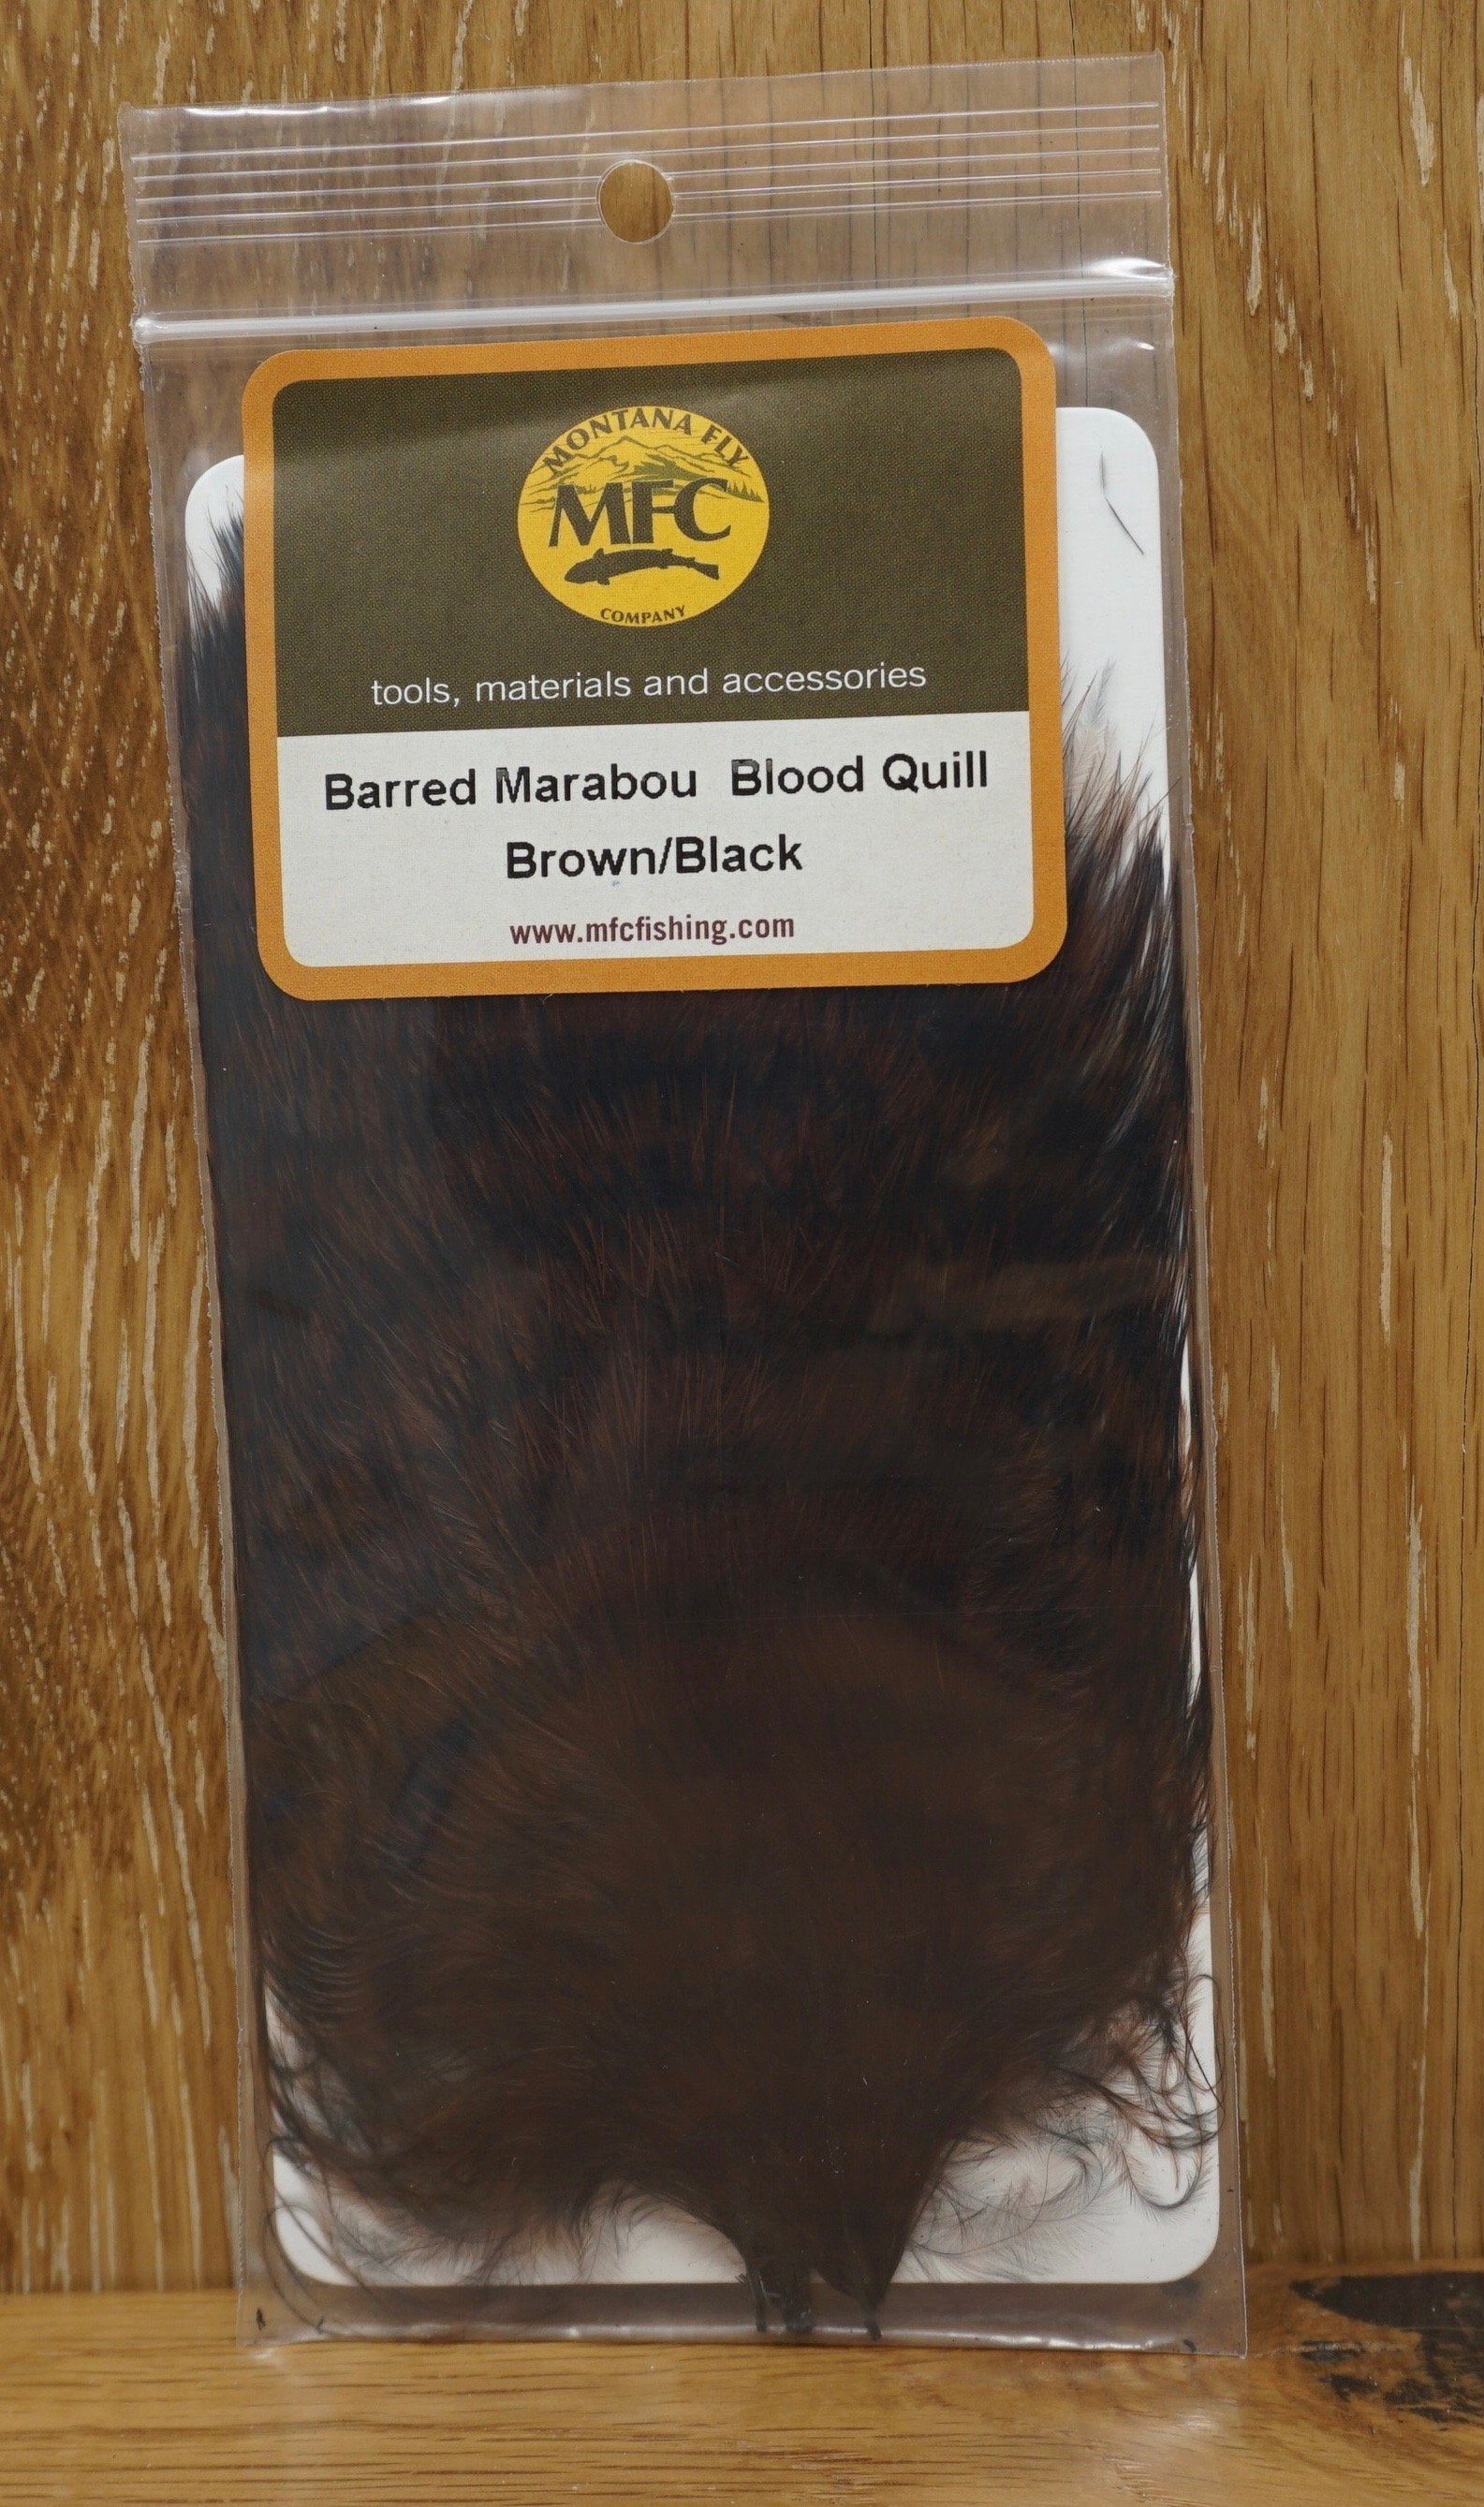 MONTANA FLY
MFC
COMPANY
tools, materials and accessories
Barred Marabou Blood Quill
Brown/Black
www.mfcfishing.com